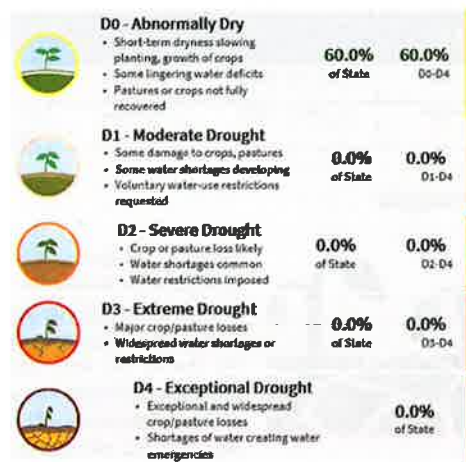 D0 - Abnormally Dry
• Short-term dryness slowing
planting, growth of crops
• Some lingering water deficits
• Pastures or crops not fully
recovered
60.0%
of State
60.0%
D0-D4
D1 - Moderate Drought
• Some damage to crops, pastures
• Some water shortages developing
• Voluntary water-use restrictions
requested
0.0%
of State
0.0%
D1-D4
D2 - Severe Drought
• Crop or pasture loss likely
• Water shortages common
• Water restrictions imposed
0.0%
of State
0.0%
D2-D4
D3 - Extreme Drought
• Major crop/pasture losses
• Widespread water shortages or
restrictions
0.0%
of State
0.0%
D3-D4
D4 - Exceptional Drought
• Exceptional and widespread
crop/pasture losses
• Shortages of water creating water
emergencies
0.0%
of State